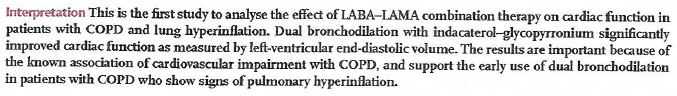 Interpretation This is the first study to analyse the effect of LABA–LAMA combination therapy on cardiac function in
patients with COPD and lung hyperinflation. Dual bronchodilation with indacaterol–glycopyrronium significantly
improved cardiac function as measured by left-ventricular end-diastolic volume. The results are important because of
the known association of cardiovascular impairment with COPD, and support the early use of dual bronchodilation
in patients with COPD who show signs of pulmonary hyperinflation.